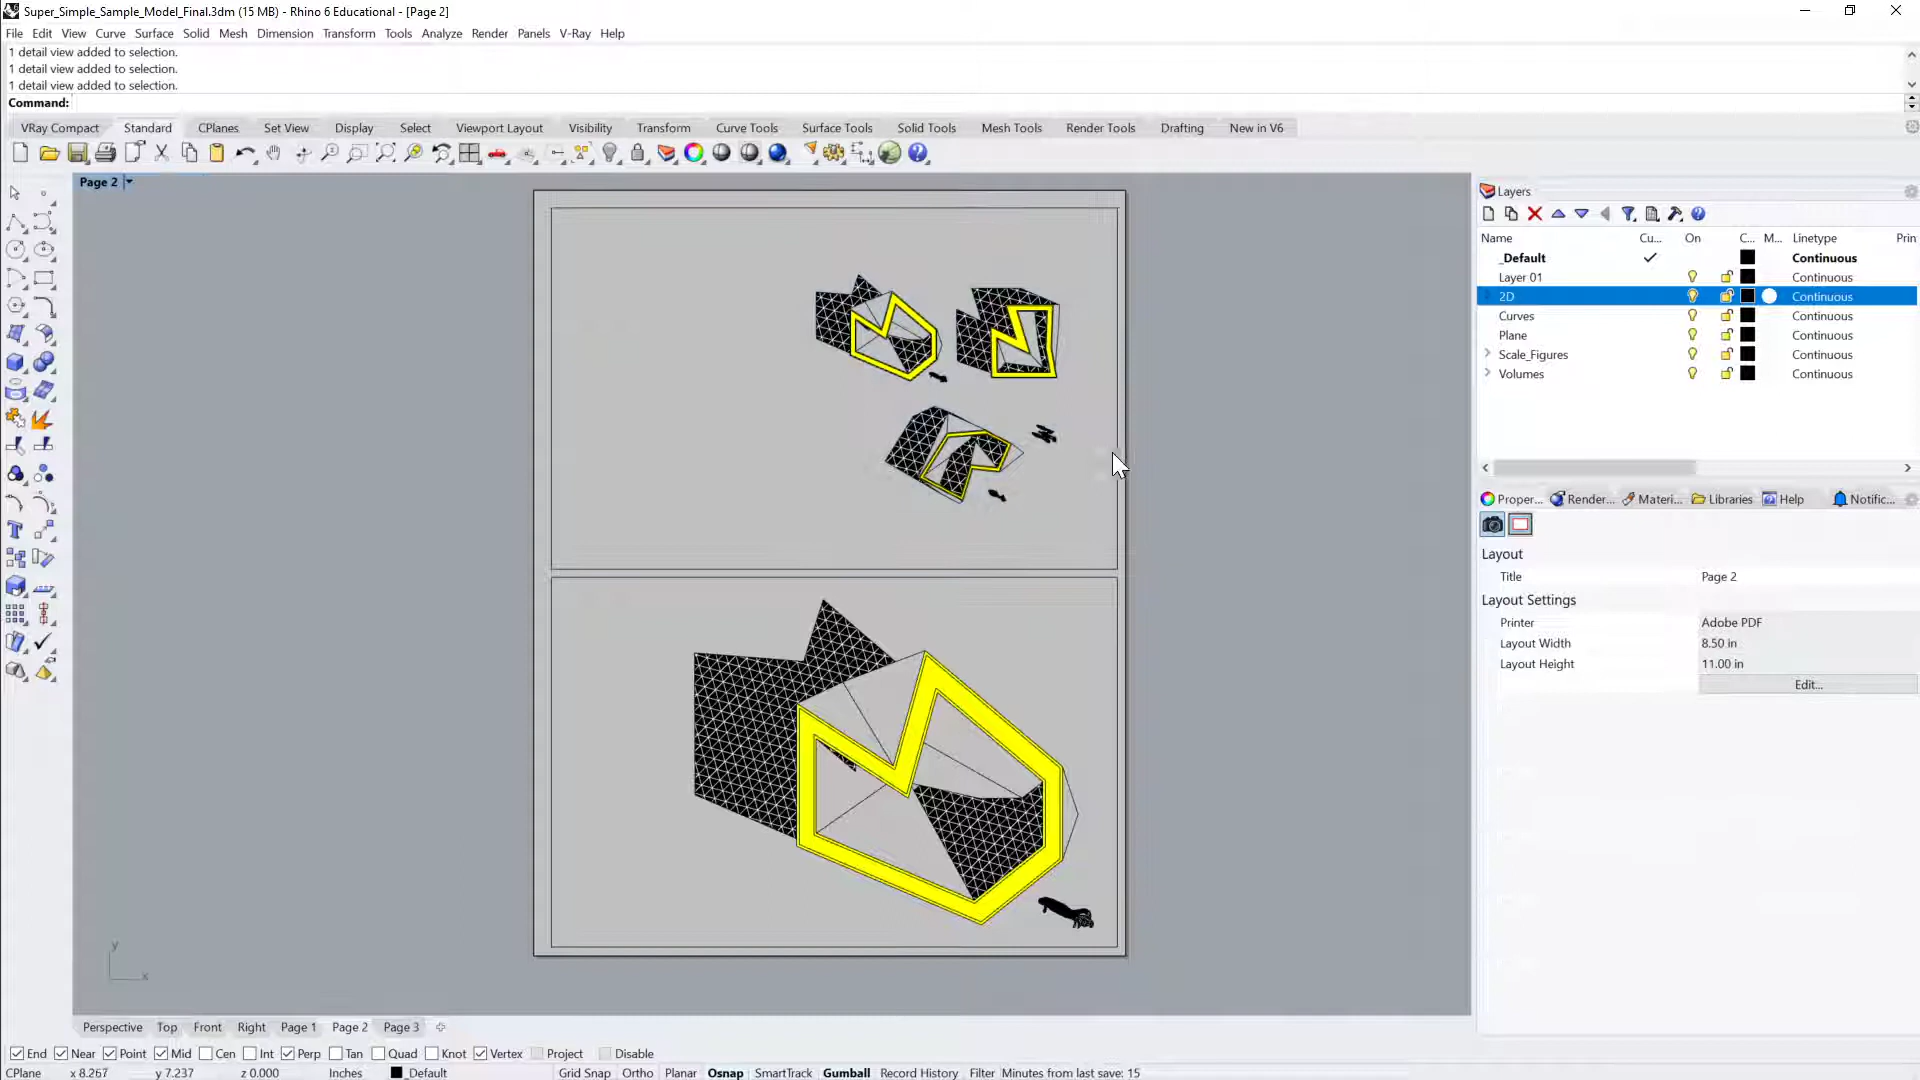 Super_Simple_Sample_Model_Final.3dm (15 MB) - Rhino 6 Educational - [Page 2]
File Edit View Curve Surface Solid Mesh Dimension Transform Tools Analyze Render Panels V-Ray Help
1 detail view added to selection.
1 detail view added to selection.
1 detail view added to selection.
Command:
VRay Compact Standard CPlanes Set View Display Select Viewport Layout Visibility Transform Curve Tools Surface Tools Solid Tools Mesh Tools Render Tools Drafting New in V6
Page 2
Layers
Name Cu... On C... M... Linetype Prin
_Default Continuous
Layer 01 Continuous
2D Continuous
Curves Continuous
Plane Continuous
Scale_Figures Continuous
Volumes Continuous
Proper... Render... Materi... Libraries Help Notific...
Layout
Title Page 2
Layout Settings
Printer Adobe PDF
Layout Width 8.50 in
Layout Height 11.00 in
Edit...
y
x
Perspective Top Front Right Page 1 Page 2 Page 3
End Near Point Mid Cen Int Perp Tan Quad Knot Vertex Project Disable
CPlane x 8.267 y 7.237 z 0.000 Inches _Default Grid Snap Ortho Planar Osnap SmartTrack Gumball Record History Filter Minutes from last save: 15